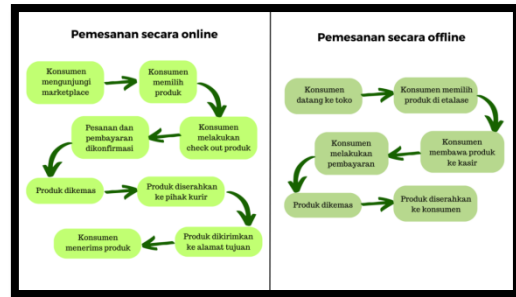 Pemesanan secara online
Konsumen
mengunjungi
marketplace
Konsumen
memilih
produk
Konsumen
melakukan
check out produk
Pesanan dan
pembayaran
dikonfirmasi
Produk dikemas
Produk diserahkan
ke pihak kurir
Produk dikirimkan
ke alamat tujuan
Konsumen
menerims produk
Pemesanan secara offline
Konsumen
datang ke toko
Konsumen memilih
produk di etalase
Konsumen
membawa produk
ke kasir
Konsumen
melakukan
pembayaran
Produk dikemas
Produk diserahkan
ke konsumen